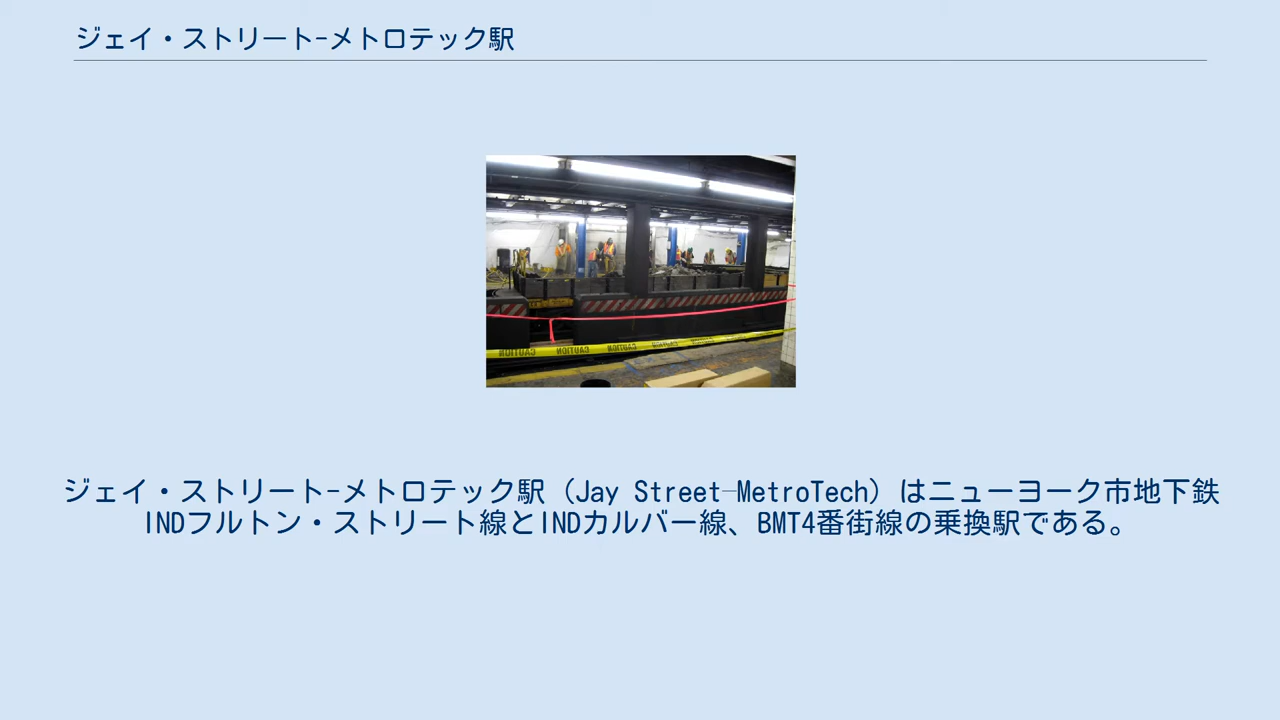 ジェイ・ストリート-メトロテック駅
CAUTION CAUTION CAUTION CAUTION
ジェイ・ストリート-メトロテック駅（Jay Street–MetroTech）はニューヨーク市地下鉄
INDフルトン・ストリート線とINDカルバー線、BMT4番街線の乗換駅である。